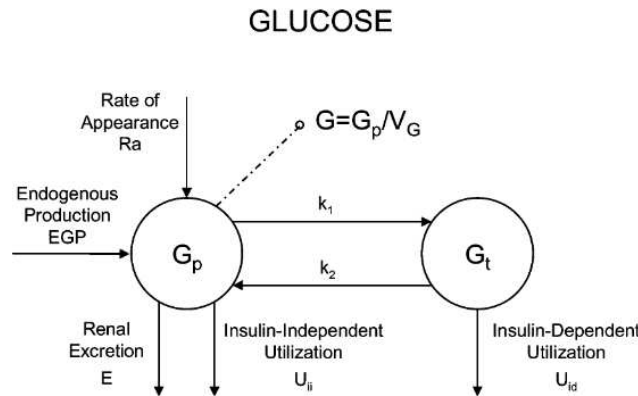 GLUCOSE
Rate of
Appearance
Ra
G=Gp/VG
Endogenous
Production
EGP
k1
Gp
Gt
k2
Renal
Excretion
E
Insulin-Independent
Utilization
Uii
Insulin-Dependent
Utilization
Uid